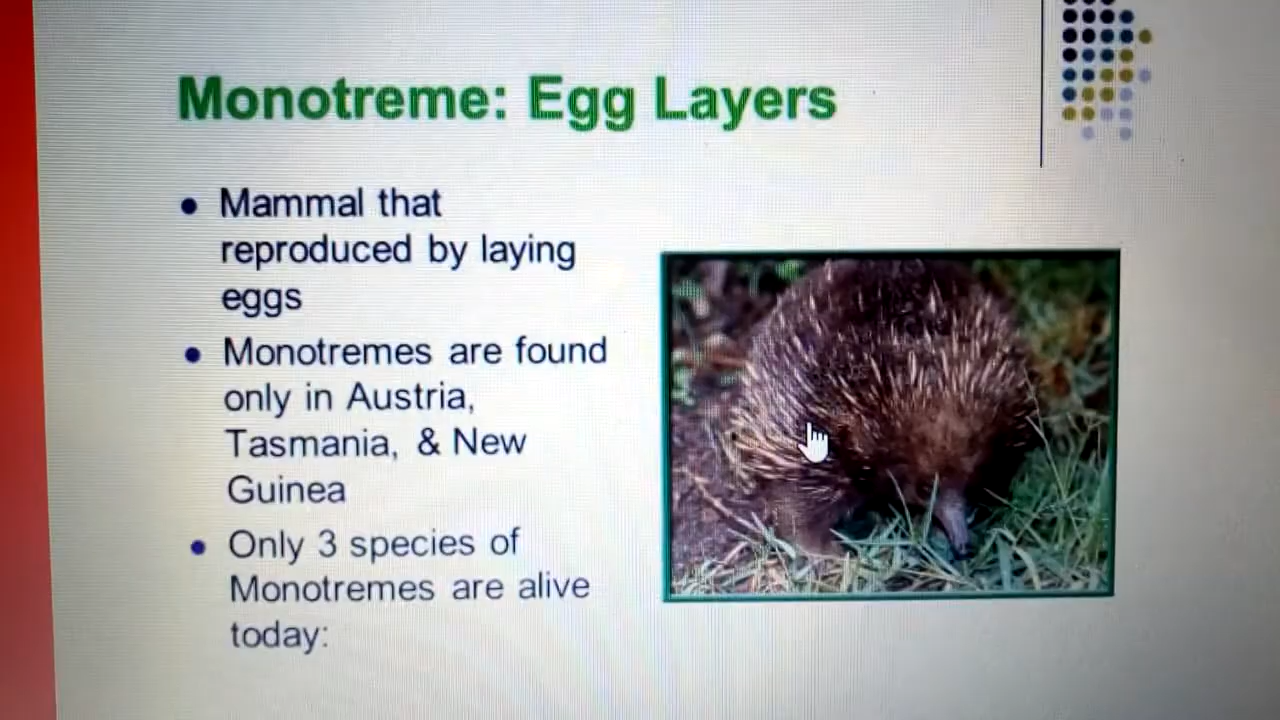 Monotreme: Egg Layers
Mammal that
reproduced by laying
eggs
Monotremes are found
only in Austria,
Tasmania, & New
Guinea
Only 3 species of
Monotremes are alive
today: